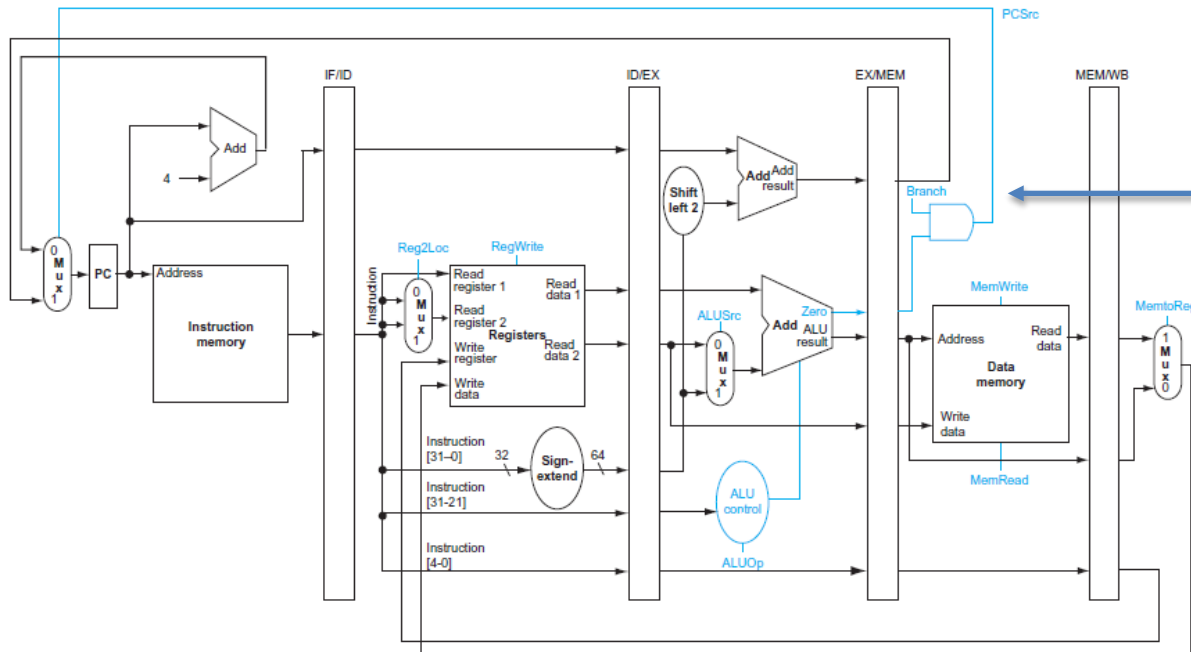 PCSrc
IF/ID
ID/EX
EX/MEM
MEM/WB
Add
4
Add Add
result
Shift
left 2
Branch
0
M
u
x
1
PC
Address
Instruction
memory
Instruction
Reg2Loc
0
M
u
x
1
RegWrite
Read
register 1
Read
register 2
Write
register
Write
data
Registers
Read
data 1
Read
data 2
ALUSrc
0
M
u
x
1
Zero
Add ALU
result
MemWrite
Address
Read
data
Data
memory
Write
data
MemRead
MemtoReg
1
M
u
x
0
Instruction
[31–0]
32
Sign-
extend
64
Instruction
[31-21]
ALU
control
Instruction
[4-0]
ALUOp